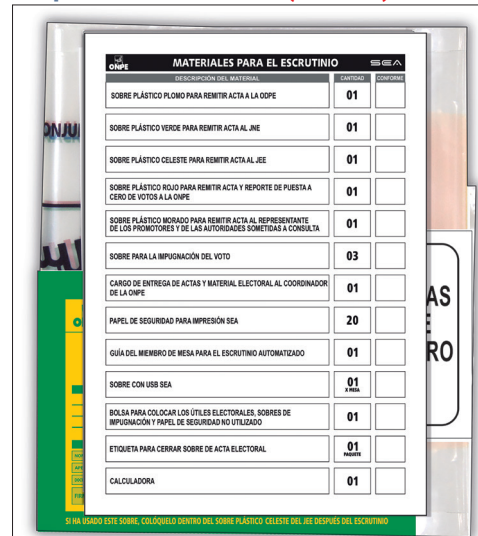 ONPE
MATERIALES PARA EL ESCRUTINIO
SEA
DESCRIPCIÓN DEL MATERIAL
CANTIDAD
CONFORME
SOBRE PLÁSTICO PLOMO PARA REMITIR ACTA A LA ODPE
01
SOBRE PLÁSTICO VERDE PARA REMITIR ACTA AL JNE
01
SOBRE PLÁSTICO CELESTE PARA REMITIR ACTA AL JEE
01
SOBRE PLÁSTICO ROJO PARA REMITIR ACTA Y REPORTE DE PUESTA A
CERO DE VOTOS A LA ONPE
01
SOBRE PLÁSTICO MORADO PARA REMITIR ACTA AL REPRESENTANTE
DE LOS PROMOTORES Y DE LAS AUTORIDADES SOMETIDAS A CONSULTA
01
SOBRE PARA LA IMPUGNACIÓN DEL VOTO
03
CARGO DE ENTREGA DE ACTAS Y MATERIAL ELECTORAL AL COORDINADOR
DE LA ONPE
01
PAPEL DE SEGURIDAD PARA IMPRESIÓN SEA
20
GUÍA DEL MIEMBRO DE MESA PARA EL ESCRUTINIO AUTOMATIZADO
01
SOBRE CON USB SEA
01
X MESA
BOLSA PARA COLOCAR LOS ÚTILES ELECTORALES, SOBRES DE
IMPUGNACIÓN Y PAPEL DE SEGURIDAD NO UTILIZADO
01
ETIQUETA PARA CERRAR SOBRE DE ACTA ELECTORAL
01
PAQUETE
CALCULADORA
01
AS
RO
SI HA USADO ESTE SOBRE, COLÓQUELO DENTRO DEL SOBRE PLÁSTICO CELESTE DEL JEE DESPUÉS DEL ESCRUTINIO